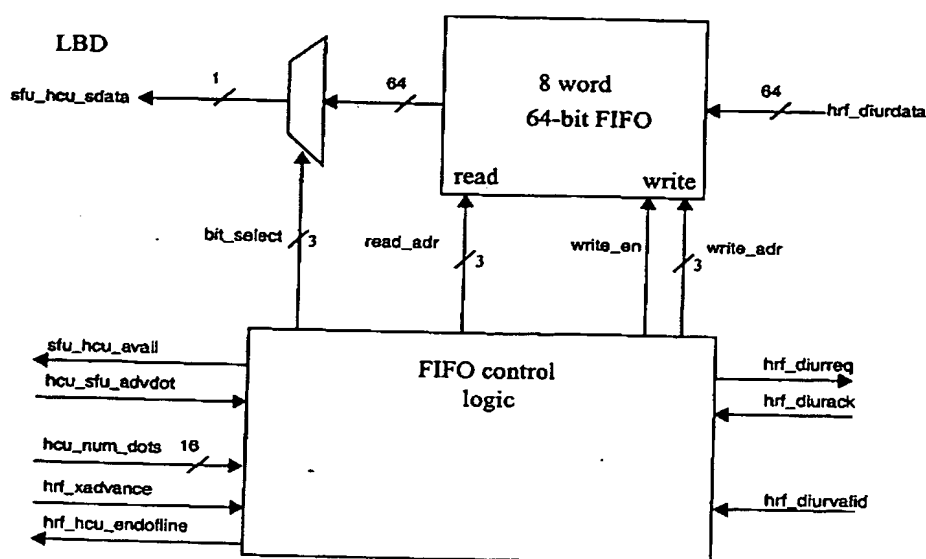 LBD
sfu_hcu_sdata
1
64
8 word
64-bit FIFO
64
hrf_diurdata
read
write
bit_select
3
read_adr
3
write_en
write_adr
3
sfu_hcu_avail
hcu_sfu_advdot
hcu_num_dots
16
hrf_xadvance
hrf_hcu_endofline
FIFO control
logic
hrf_diurreq
hrf_diurack
hrf_diurvalid